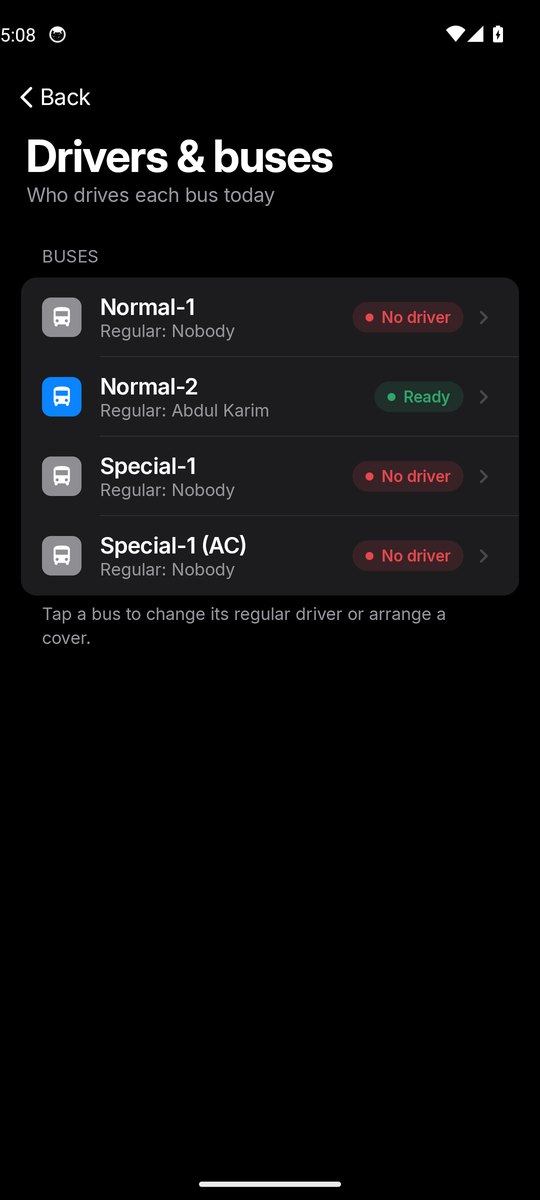 5:08
Back
Drivers & buses
Who drives each bus today
BUSES
Normal-1
No driver
Regular: Nobody
Normal-2
Ready
Regular: Abdul Karim
Special-1
No driver
Regular: Nobody
Special-1 (AC)
No driver
Regular: Nobody
Tap a bus to change its regular driver or arrange a
cover.